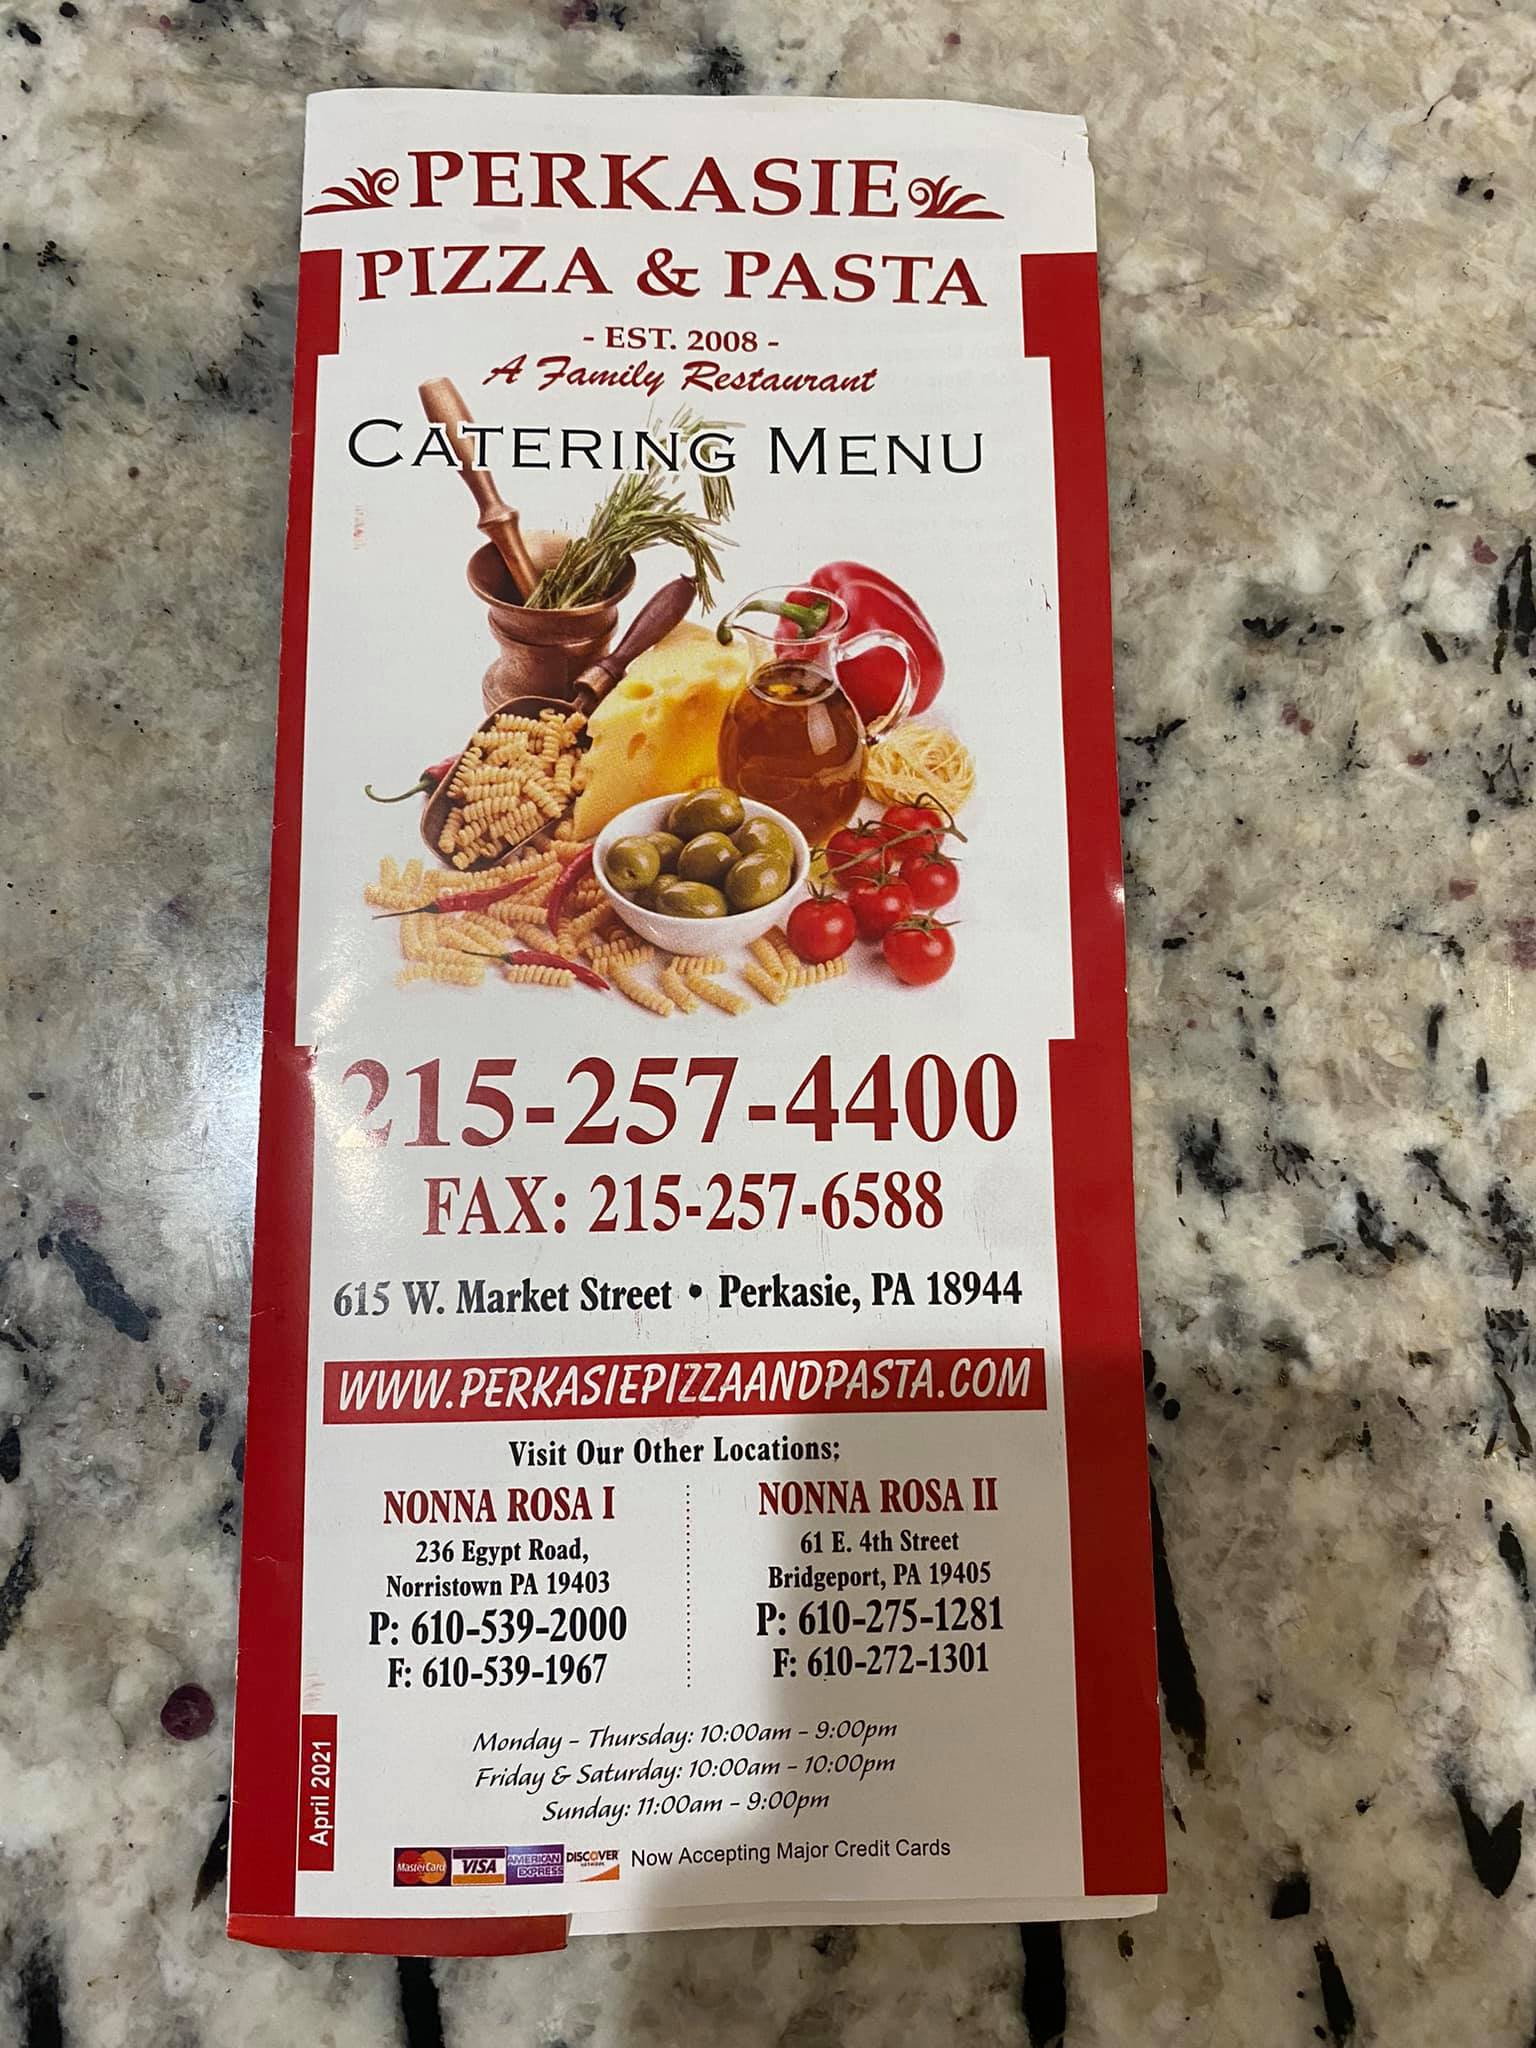 PERKASIE
PIZZA & PASTA
- EST. 2008 -
A Family Restaurant
CATERING MENU
215-257-4400
FAX: 215-257-6588
615 W. Market Street • Perkasie, PA 18944
WWW.PERKASIEPIZZAANDPASTA.COM
Visit Our Other Locations:
NONNA ROSA I
236 Egypt Road,
Norristown PA 19403
P: 610-539-2000
F: 610-539-1967
NONNA ROSA II
61 E. 4th Street
Bridgeport, PA 19405
P: 610-275-1281
F: 610-272-1301
Monday - Thursday: 10:00am - 9:00pm
Friday & Saturday: 10:00am - 10:00pm
Sunday: 11:00am - 9:00pm
April 2021
MasterCard VISA AMERICAN EXPRESS DISCOVER NETWORK Now Accepting Major Credit Cards